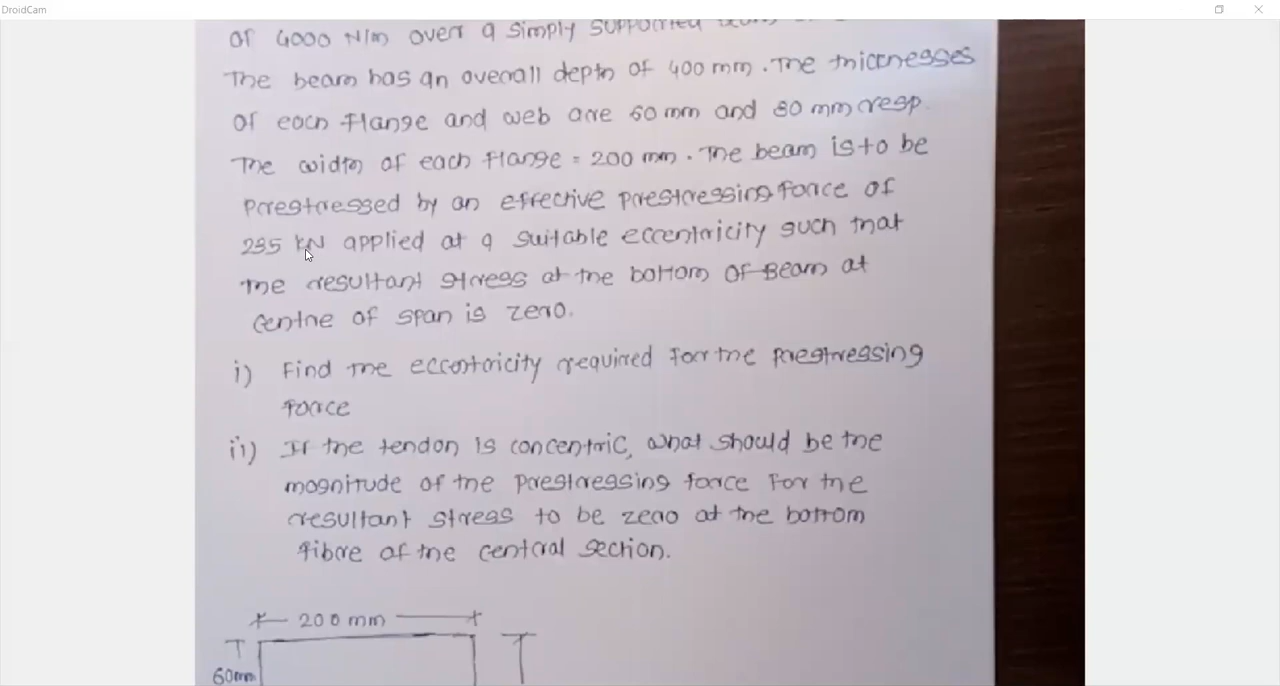 DroidCam
of 4000 N/m over a simply supported
The beam has an overall depth of 400 mm. The thicknesses
of each flange and web are 60 mm and 80 mm resp.
The width of each flange = 200 mm. The beam is to be
prestressed by an effective prestressing force of
235 kN applied at a suitable eccentricity such that
the resultant stress at the bottom of Beam at
Centre of span is zero.
i) Find the eccentricity required for the prestressing
force
ii) If the tendon is concentric, what should be the
magnitude of the prestressing force for the
resultant stress to be zero at the bottom
fibre of the central section.
200 mm
60mm